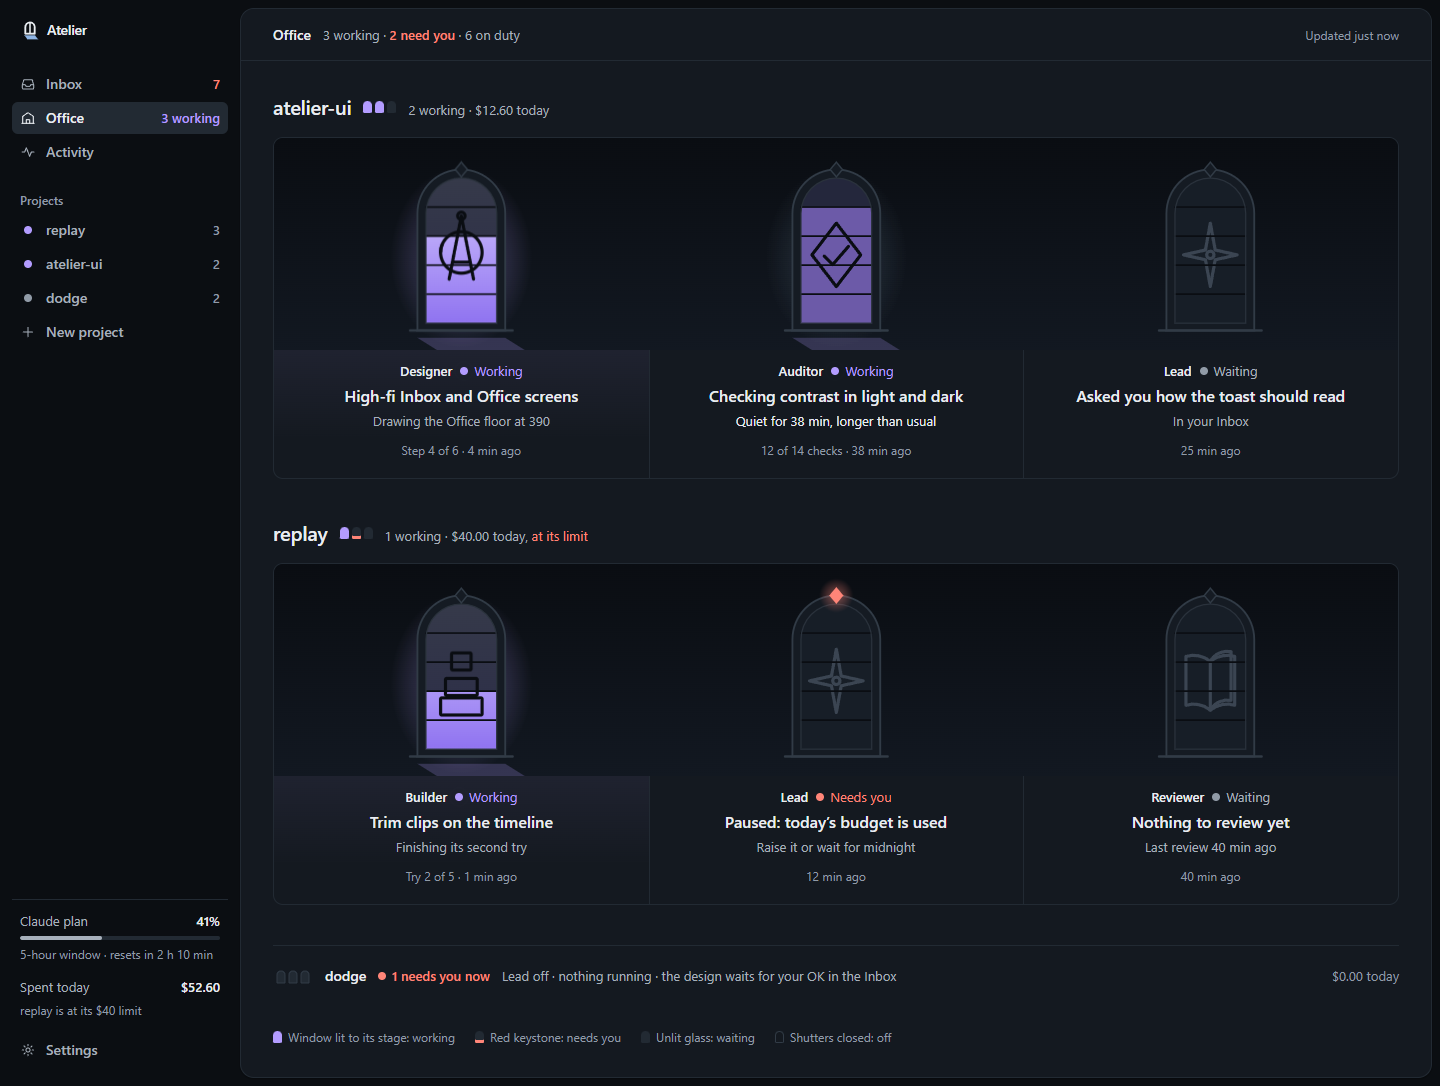 Atelier
Inbox 7
Office 3 working
Activity
Projects
replay 3
atelier-ui 2
dodge 2
New project
Claude plan 41%
5-hour window · resets in 2 h 10 min
Spent today $52.60
replay is at its $40 limit
Settings
Office 3 working · 2 need you · 6 on duty Updated just now
atelier-ui 2 working · $12.60 today
Designer Working
High-fi Inbox and Office screens
Drawing the Office floor at 390
Step 4 of 6 · 4 min ago
Auditor Working
Checking contrast in light and dark
Quiet for 38 min, longer than usual
12 of 14 checks · 38 min ago
Lead Waiting
Asked you how the toast should read
In your Inbox
25 min ago
replay 1 working · $40.00 today, at its limit
Builder Working
Trim clips on the timeline
Finishing its second try
Try 2 of 5 · 1 min ago
Lead Needs you
Paused: today’s budget is used
Raise it or wait for midnight
12 min ago
Reviewer Waiting
Nothing to review yet
Last review 40 min ago
40 min ago
dodge 1 needs you now Lead off · nothing running · the design waits for your OK in the Inbox $0.00 today
Window lit to its stage: working Red keystone: needs you Unlit glass: waiting Shutters closed: off